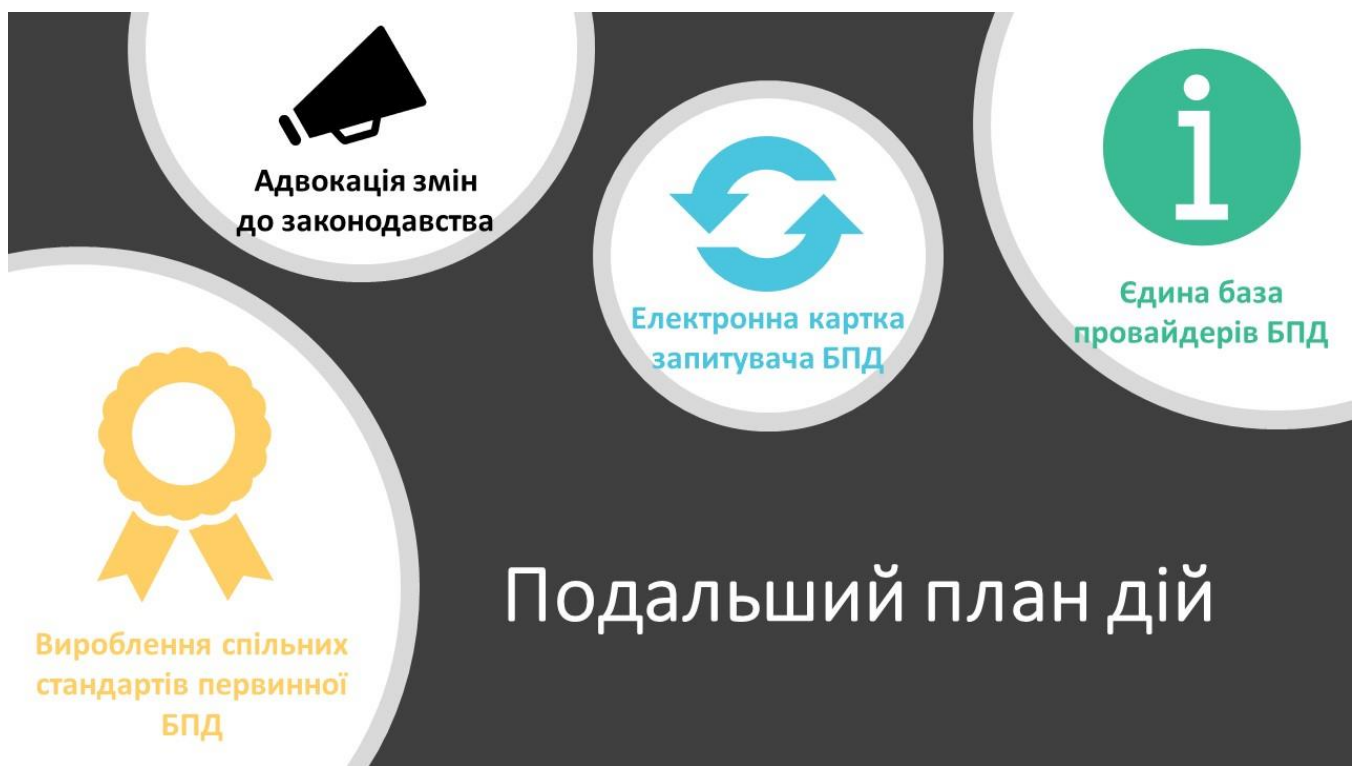 Адвокація змін
до законодавства
Електронна картка
запитувача БПД
Єдина база
провайдерів БПД
Вироблення спільних
стандартів первинної
БПД
Подальший план дій